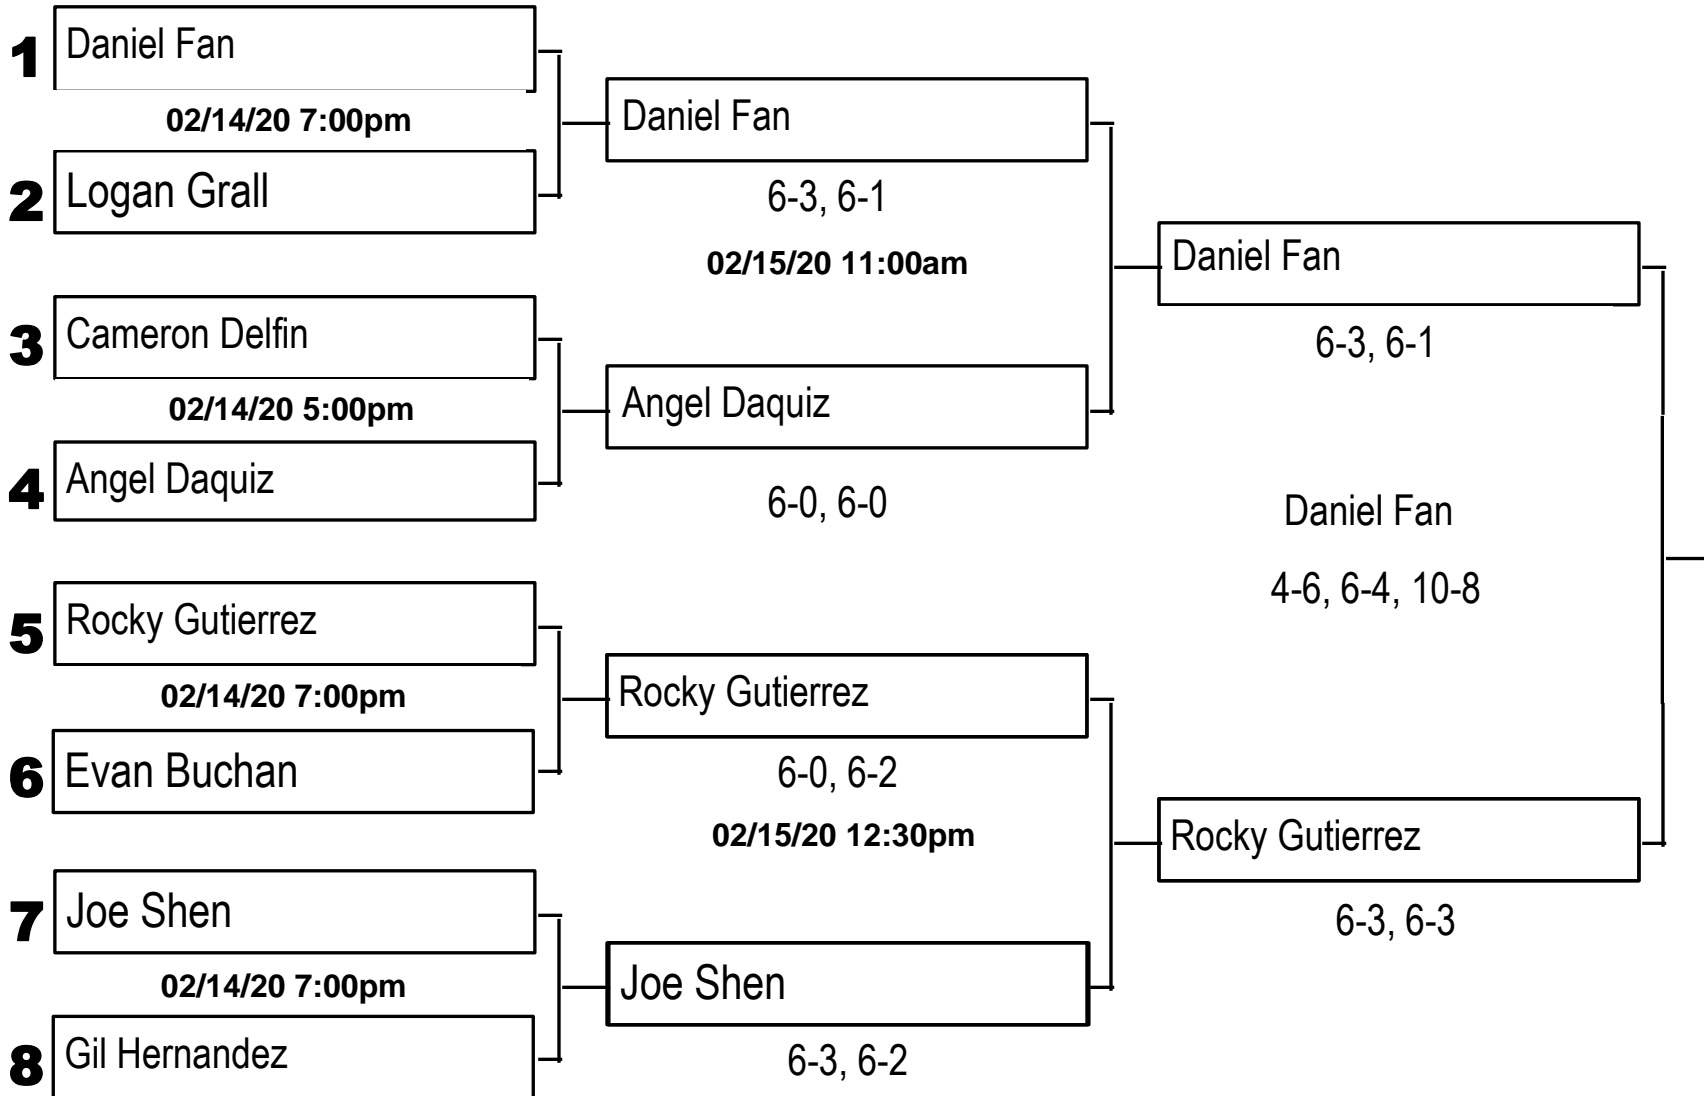 1 Daniel Fan
02/14/20 7:00pm
2 Logan Grall
3 Cameron Delfin
02/14/20 5:00pm
4 Angel Daquiz
5 Rocky Gutierrez
02/14/20 7:00pm
6 Evan Buchan
7 Joe Shen
02/14/20 7:00pm
8 Gil Hernandez
Daniel Fan
6-3, 6-1
02/15/20 11:00am
Angel Daquiz
6-0, 6-0
Rocky Gutierrez
6-0, 6-2
02/15/20 12:30pm
Joe Shen
6-3, 6-2
Daniel Fan
6-3, 6-1
Daniel Fan
4-6, 6-4, 10-8
Rocky Gutierrez
6-3, 6-3